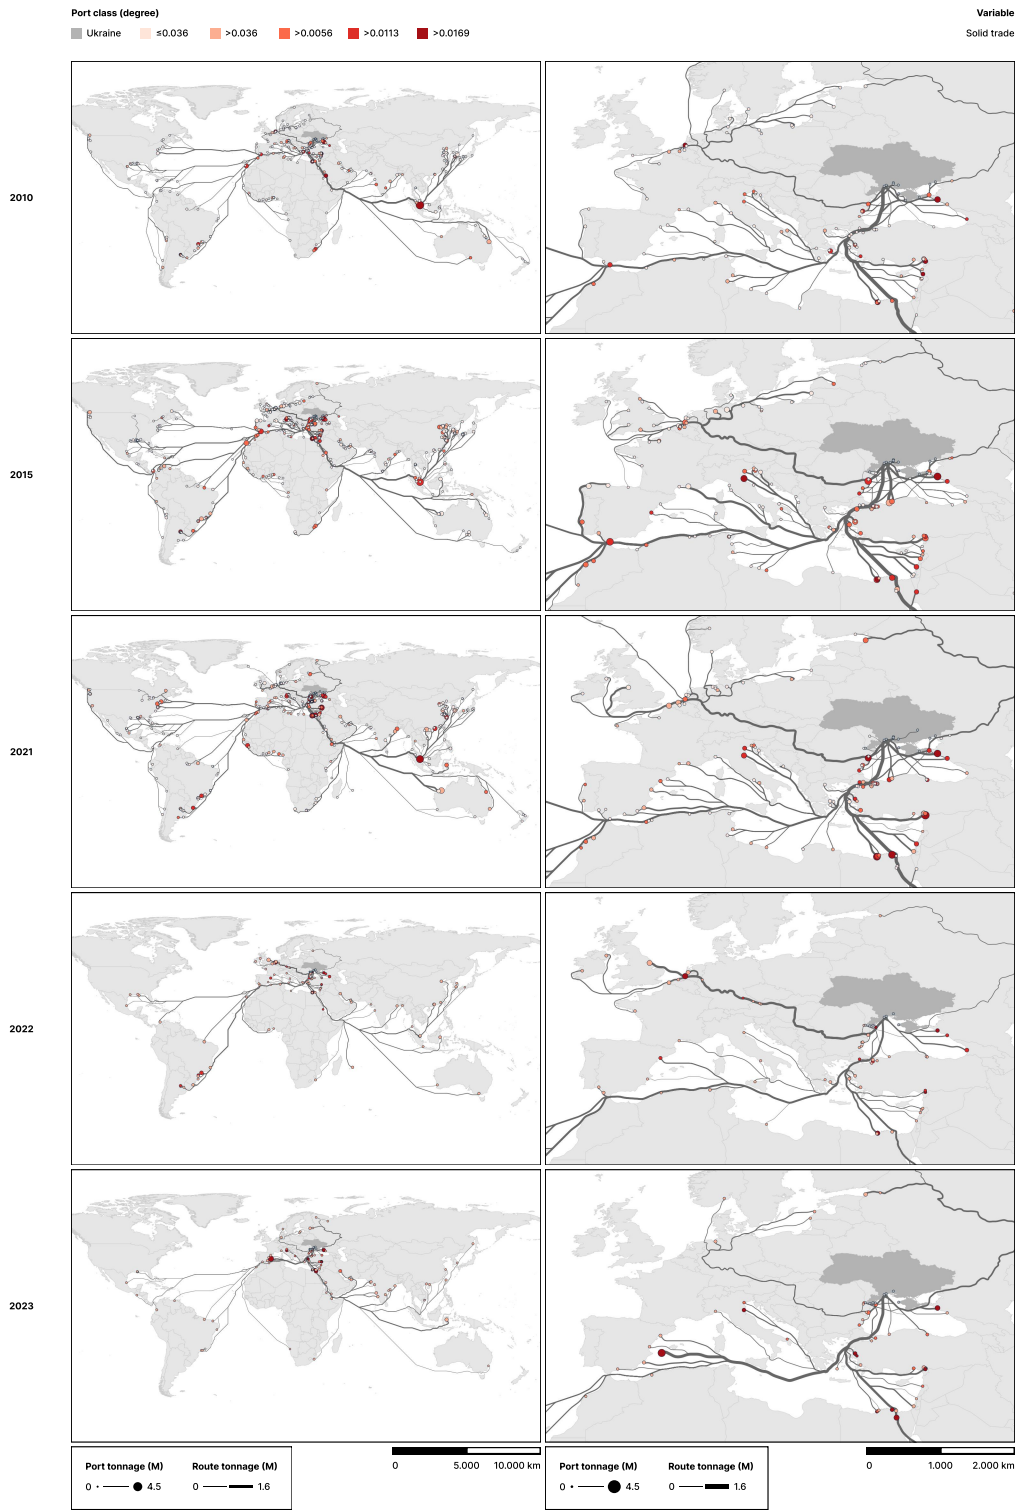 Port class (degree)
Variable
Ukraine ≤0.036 >0.036 >0.0056 >0.0113 >0.0169
Solid trade
2010
2015
2021
2022
2023
Port tonnage (M) Route tonnage (M)
0 4.5 0 1.6
0 5.000 10.000 km
Port tonnage (M) Route tonnage (M)
0 4.5 0 1.6
0 1.000 2.000 km